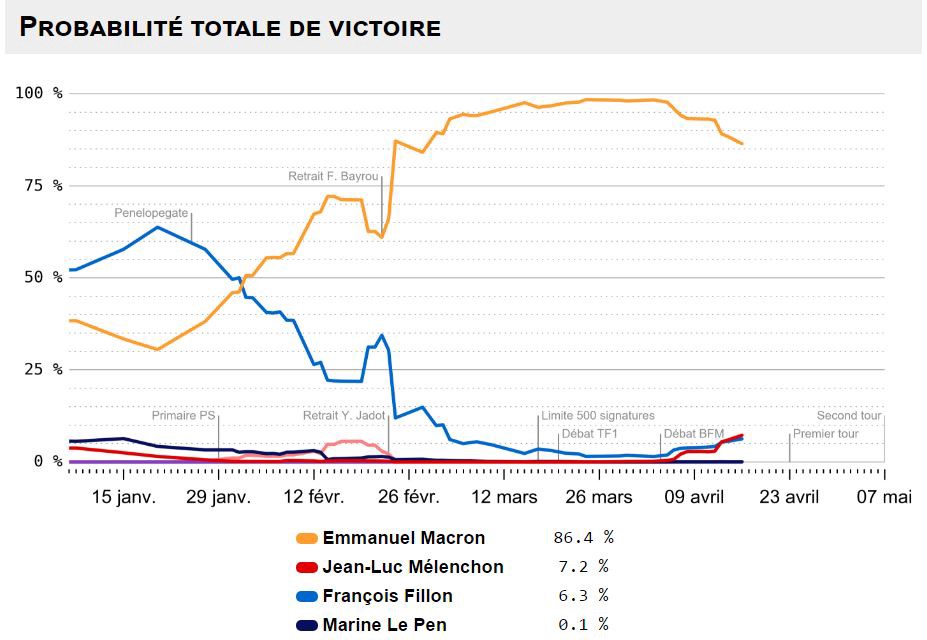 PROBABILITÉ TOTALE DE VICTOIRE
100 %
Retrait F. Bayrou
75 %
Penelopegate
50 %
25 %
Primaire PS
Retrait Y. Jadot
Limite 500 signatures
Second tour
Débat TF1
Débat BFM
Premier tour
0 %
15 janv.
29 janv.
12 févr.
26 févr.
12 mars
26 mars
09 avril
23 avril
07 mai
Emmanuel Macron 86.4 %
Jean-Luc Mélenchon 7.2 %
François Fillon 6.3 %
Marine Le Pen 0.1 %